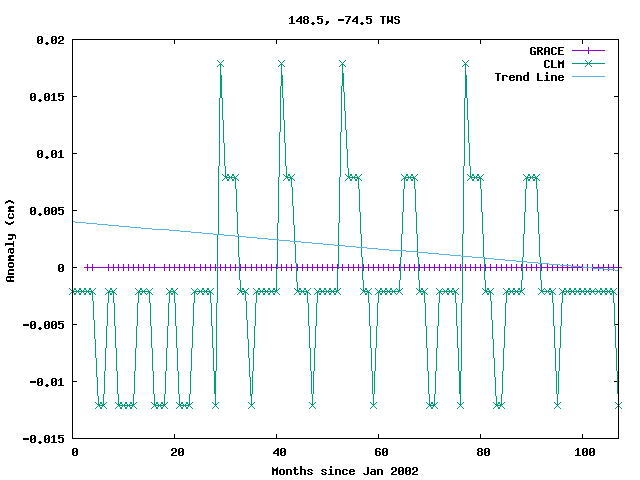 148.5, -74.5 TWS
GRACE
CLM
Trend Line
Anomaly (cm)
0.02
0.015
0.01
0.005
0
-0.005
-0.01
-0.015
0 20 40 60 80 100
Months since Jan 2002